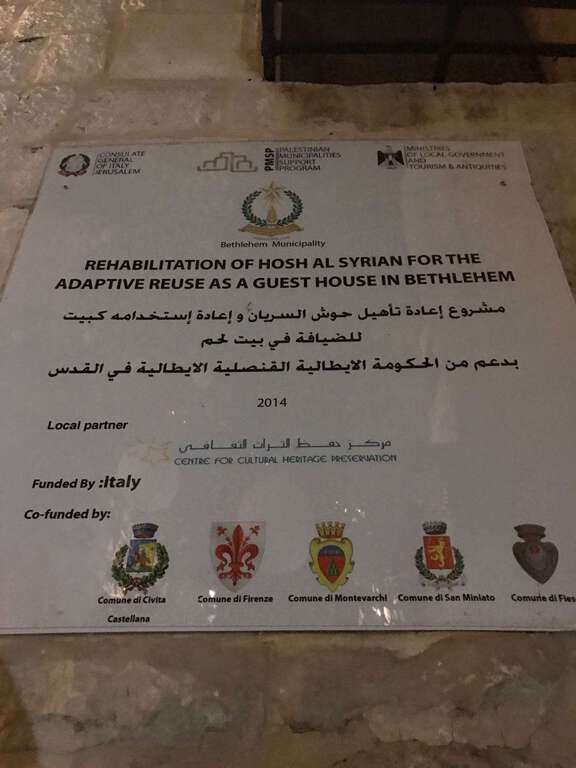 CONSULATE
GENERAL
OF ITALY
JERUSALEM
PMSP
PALESTINIAN
MUNICIPALITIES
SUPPORT
PROGRAM
MINISTRIES
OF LOCAL GOVERNMENT
AND
TOURISM & ANTIQUITIES
Bethlehem Municipality
REHABILITATION OF HOSH AL SYRIAN FOR THE
ADAPTIVE REUSE AS A GUEST HOUSE IN BETHLEHEM
مشروع إعادة تأهيل حوش السريان و إعادة إستخدامه كبيت
للضيافة في بيت لحم
بدعم من الحكومة الايطالية القنصلية الايطالية في القدس
2014
Local partner
مركز حفظ التراث الثقافي
CENTRE FOR CULTURAL HERITAGE PRESERVATION
Funded By :Italy
Co-funded by:
Comune di Civita
Castellana
Comune di Firenze
Comune di Montevarchi
Comune di San Miniato
Comune di Fies